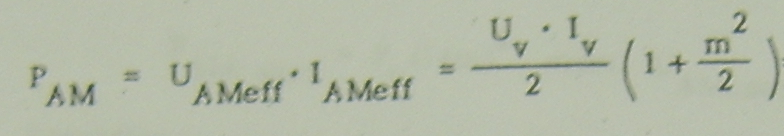 P_AM = U_AMeff · I_AMeff = U_v · I_v / 2 ( 1 + m^2 / 2 )